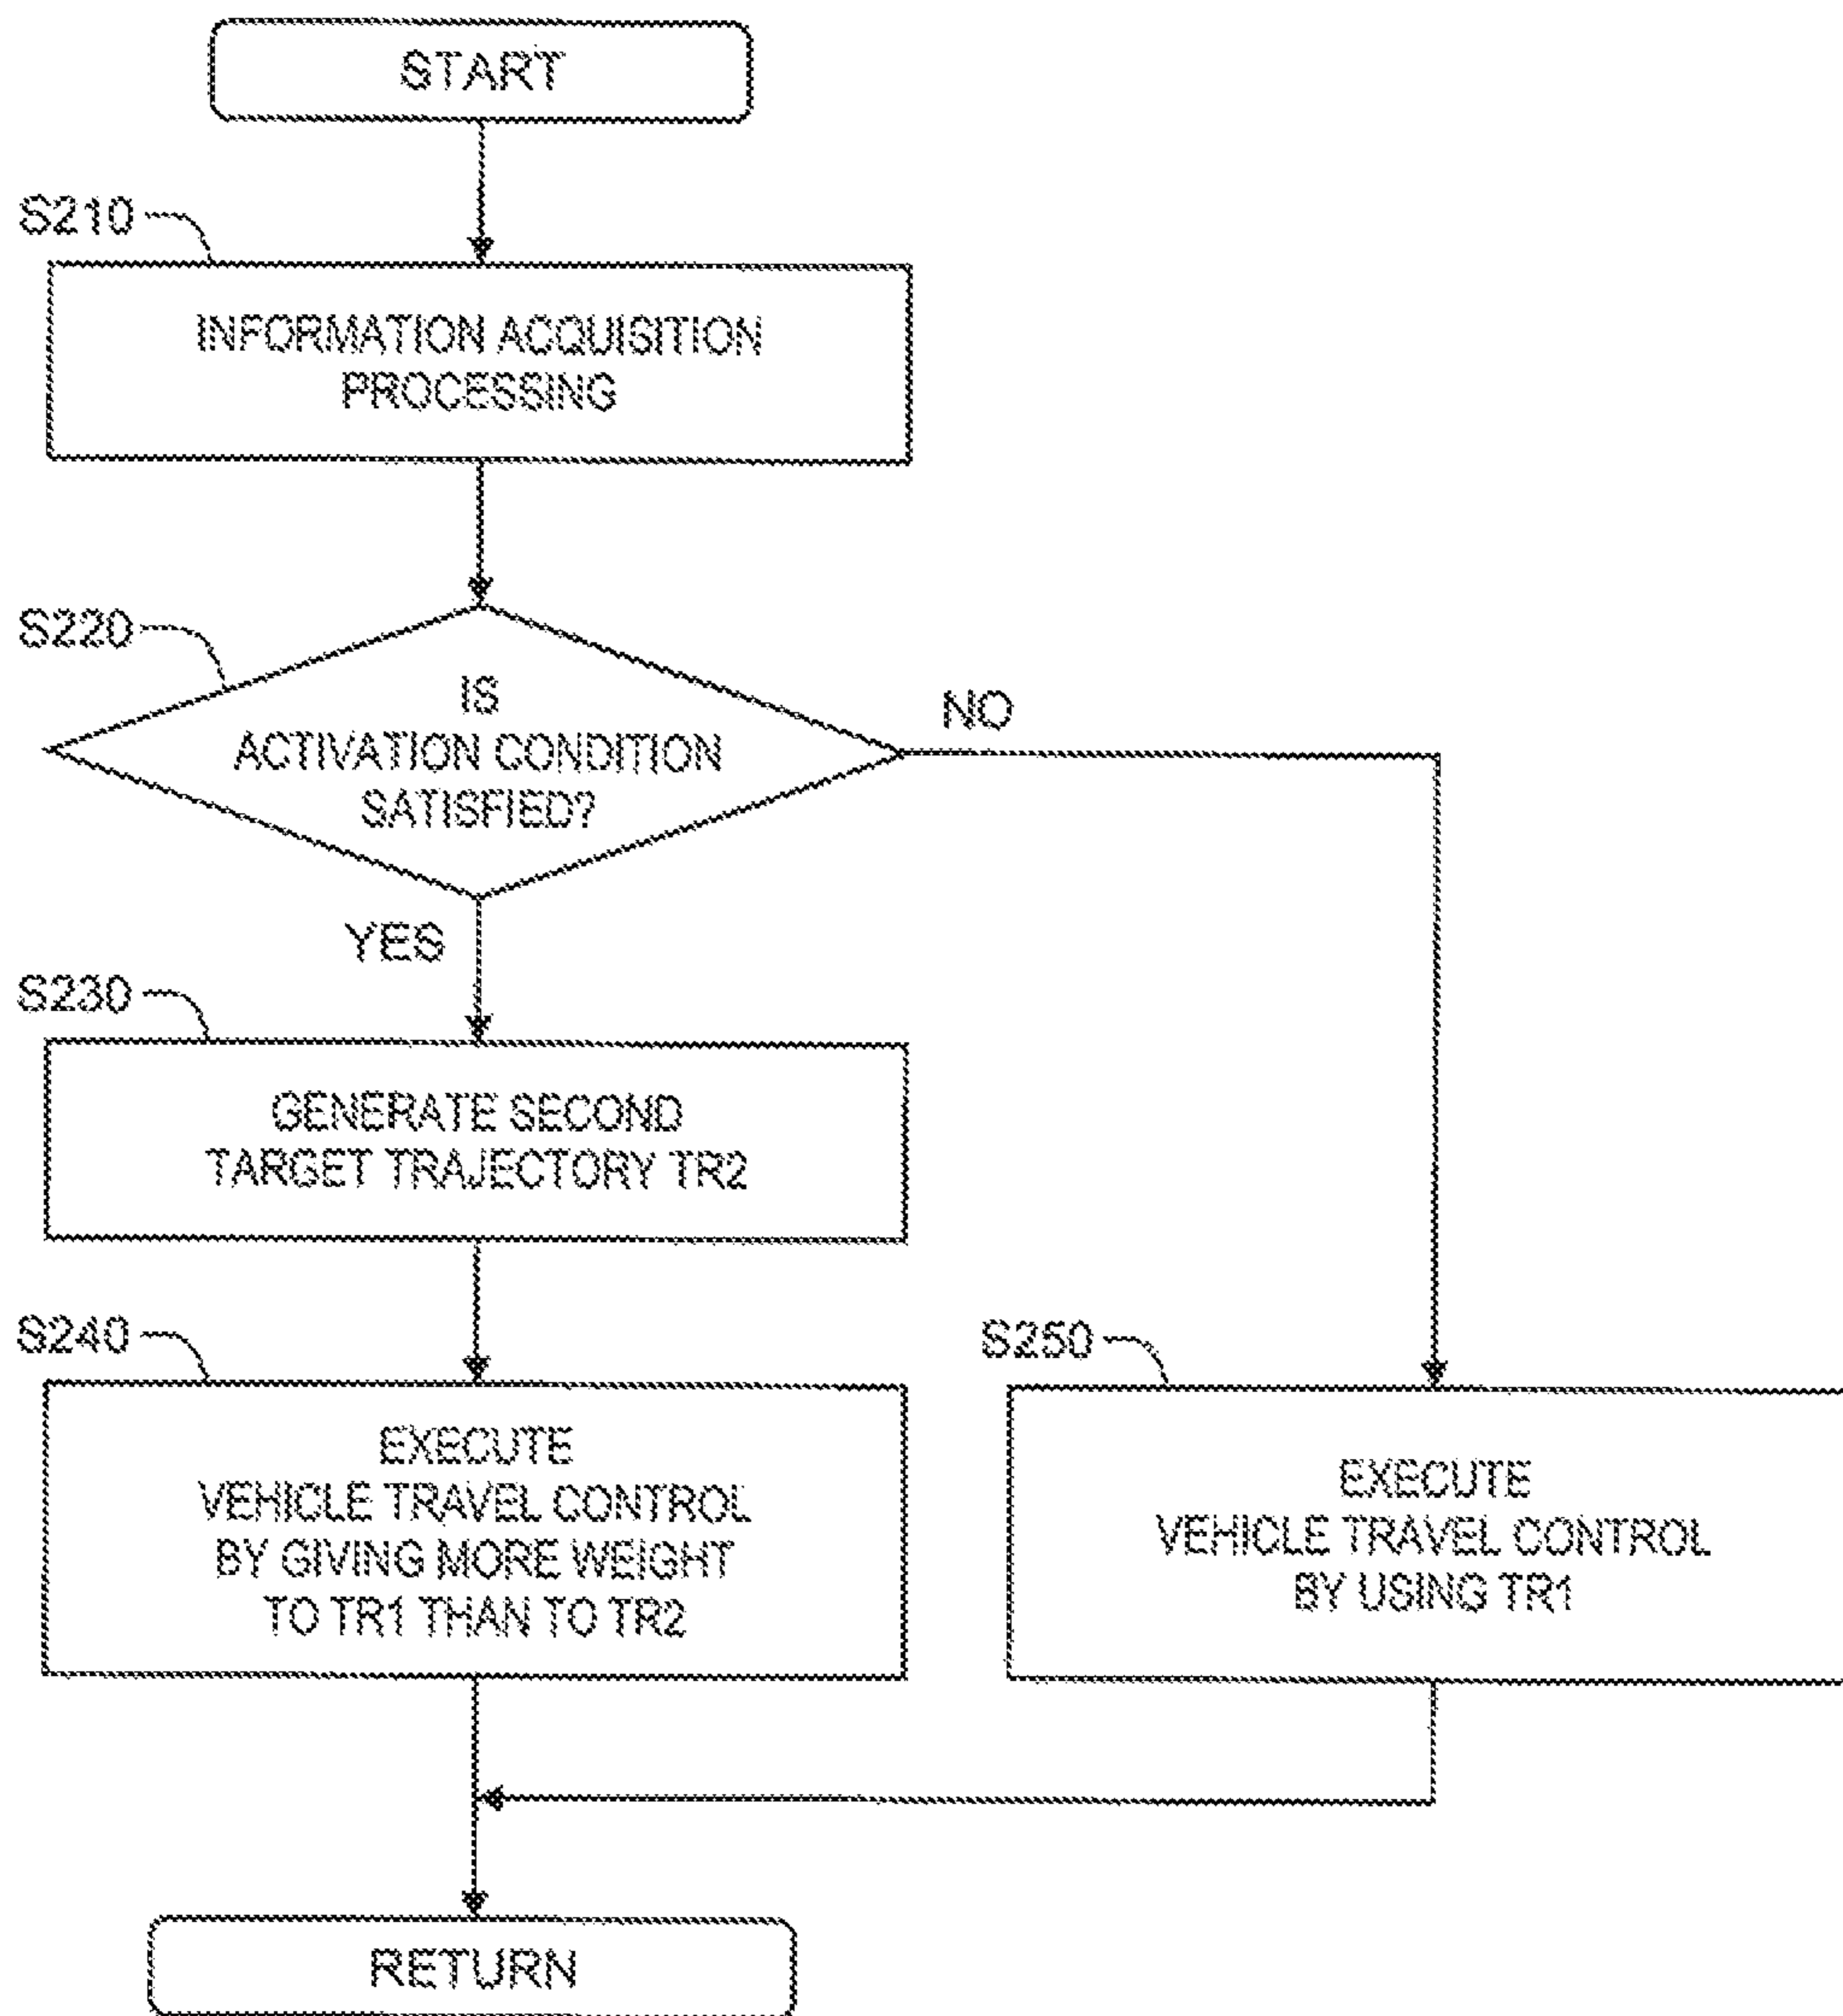 START
S210
INFORMATION ACQUISITION
PROCESSING
S220
IS
ACTIVATION CONDITION
SATISFIED?
NO
YES
S230
GENERATE SECOND
TARGET TRAJECTORY TR2
S240
EXECUTE
VEHICLE TRAVEL CONTROL
BY GIVING MORE WEIGHT
TO TR1 THAN TO TR2
S250
EXECUTE
VEHICLE TRAVEL CONTROL
BY USING TR1
RETURN